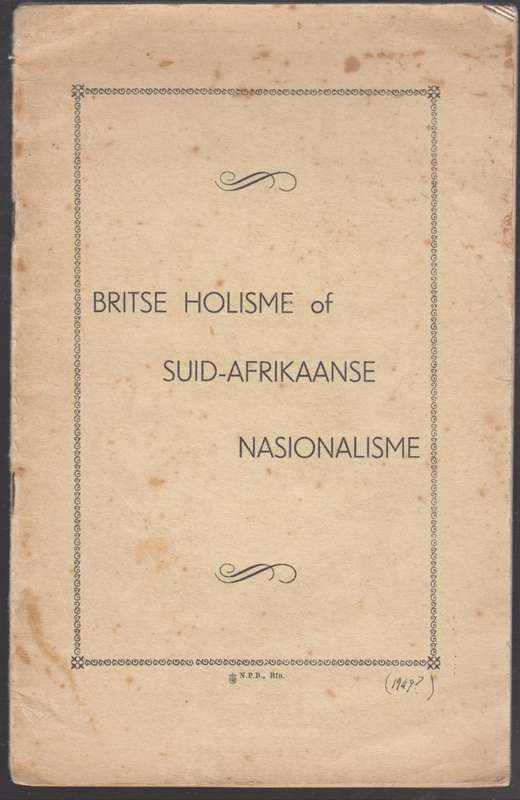 BRITSE HOLISME of
SUID-AFRIKAANSE
NASIONALISME
N.P.B., Bfn.
(1949?)